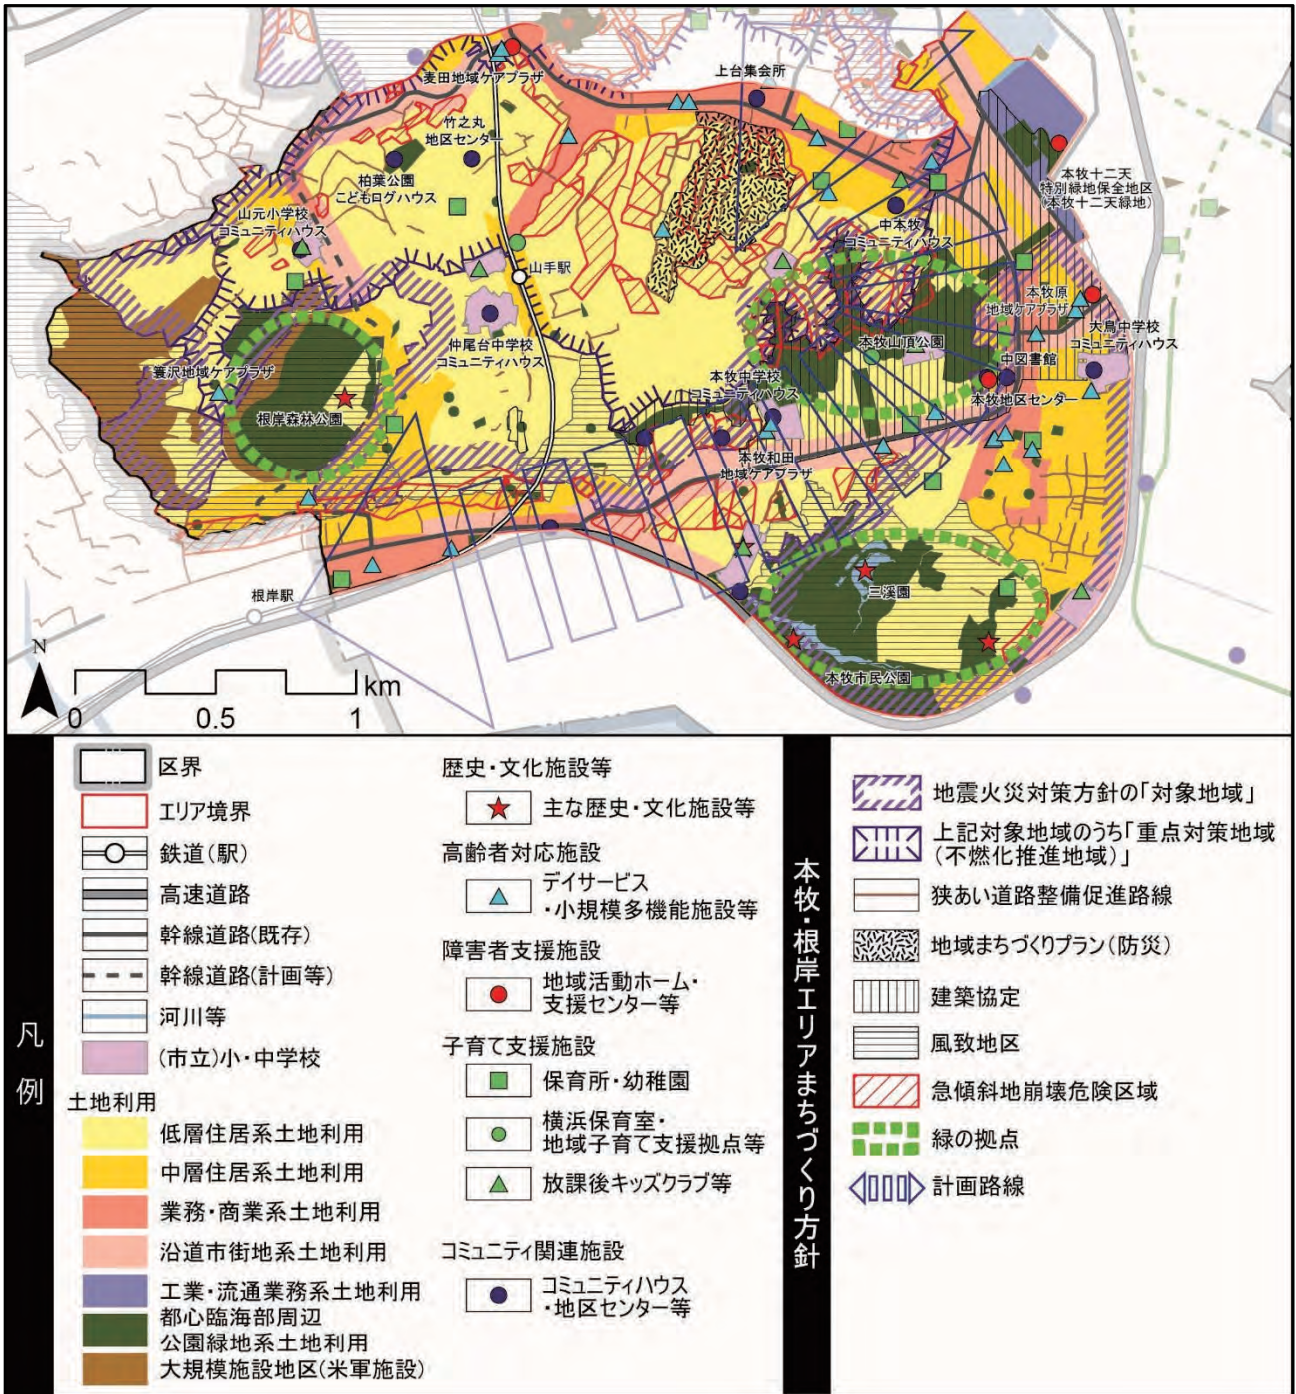 麦田地域ケアプラザ
上台集会所
竹之丸
地区センター
柏葉公園
こどもログハウス
山元小学校
コミュニティハウス
本牧十二天
特別緑地保全地区
(本牧十二天緑地)
中本牧
コミュニティハウス
山手駅
本牧原
地域ケアプラザ
大鳥中学校
コミュニティハウス
仲尾台中学校
コミュニティハウス
本牧山頂公園
中図書館
簑沢地域ケアプラザ
本牧中学校
コミュニティハウス
本牧地区センター
根岸森林公園
本牧和田
地域ケアプラザ
三溪園
根岸駅
本牧市民公園
N
km
0
0.5
1
凡例
区界
エリア境界
鉄道(駅)
高速道路
幹線道路(既存)
幹線道路(計画等)
河川等
(市立)小・中学校
土地利用
低層住居系土地利用
中層住居系土地利用
業務・商業系土地利用
沿道市街地系土地利用
工業・流通業務系土地利用
都心臨海部周辺
公園緑地系土地利用
大規模施設地区(米軍施設)
歴史・文化施設等
主な歴史・文化施設等
高齢者対応施設
デイサービス
・小規模多機能施設等
障害者支援施設
地域活動ホーム・
支援センター等
子育て支援施設
保育所・幼稚園
横浜保育室・
地域子育て支援拠点等
放課後キッズクラブ等
コミュニティ関連施設
コミュニティハウス
・地区センター等
本牧・根岸エリアまちづくり方針
地震火災対策方針の「対象地域」
上記対象地域のうち「重点対策地域
(不燃化推進地域)」
狭あい道路整備促進路線
地域まちづくりプラン(防災)
建築協定
風致地区
急傾斜地崩壊危険区域
緑の拠点
計画路線